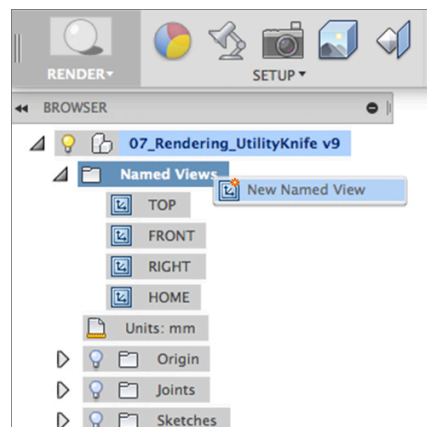 RENDER▾
SETUP ▾
BROWSER
07_Rendering_UtilityKnife v9
Named Views
New Named View
TOP
FRONT
RIGHT
HOME
Units: mm
Origin
Joints
Sketches